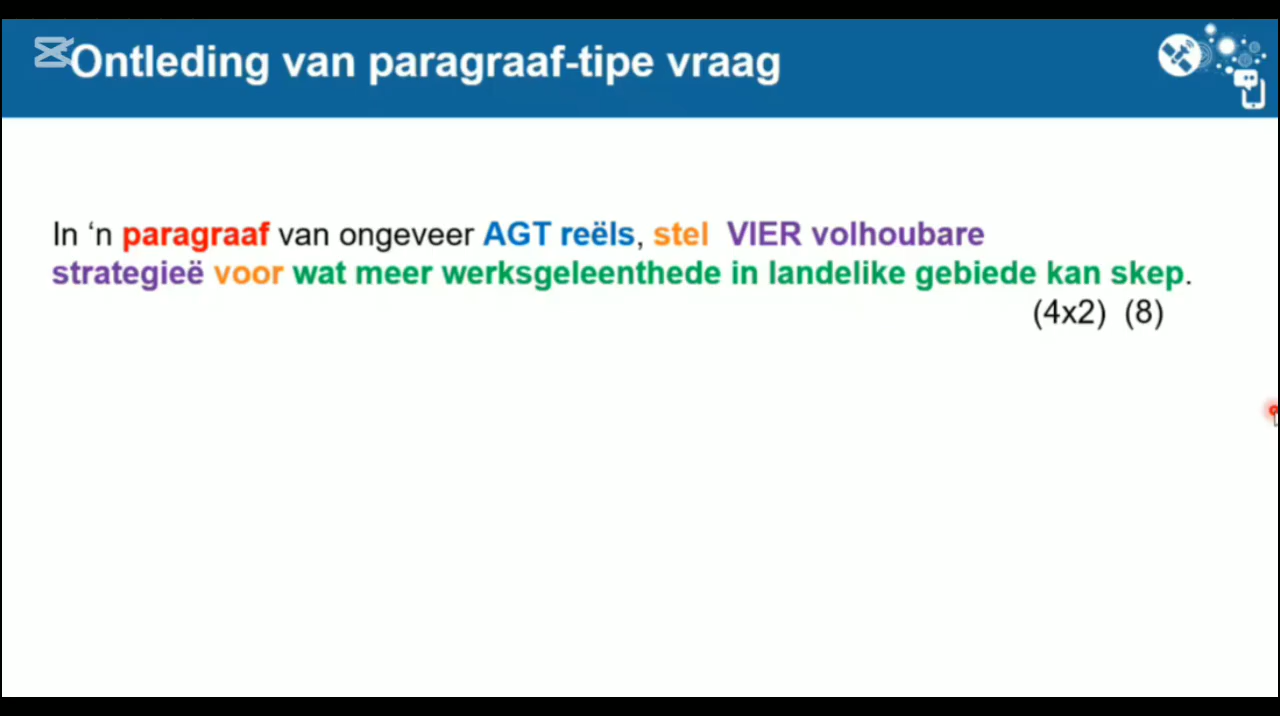 Ontleding van paragraaf-tipe vraag
In ‘n paragraaf van ongeveer AGT reëls, stel VIER volhoubare
strategieë voor wat meer werksgeleenthede in landelike gebiede kan skep.
(4x2) (8)